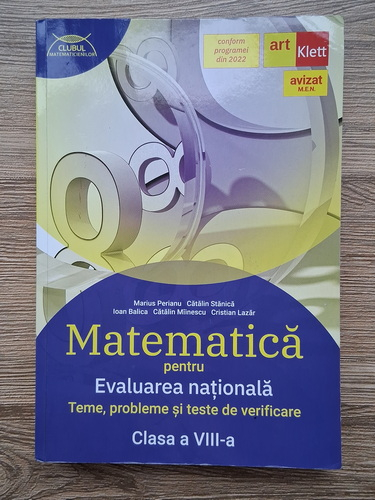 CLUBUL
MATEMATICIENILOR
conform
programei
din 2022
art Klett
avizat
M.E.N.
Marius Perianu Cătălin Stănică
Ioan Balica Cătălin Miinescu Cristian Lazăr
Matematică
pentru
Evaluarea națională
Teme, probleme și teste de verificare
Clasa a VIII-a